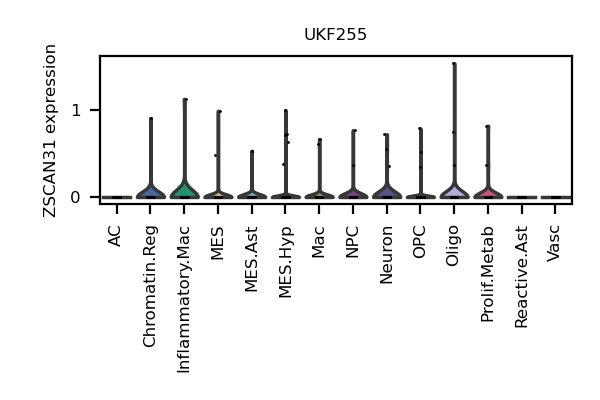 UKF255
ZSCAN31 expression
1
0
AC
Chromatin.Reg
Inflammatory.Mac
MES
MES.Ast
MES.Hyp
Mac
NPC
Neuron
OPC
Oligo
Prolif.Metab
Reactive.Ast
Vasc